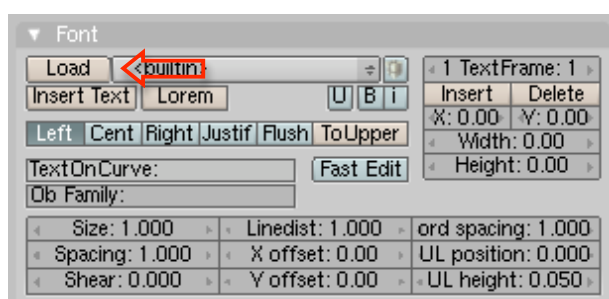 Font
Load <builtin> 1 TextFrame: 1
Insert Text Lorem U B i Insert Delete
X: 0.00 Y: 0.00
Left Cent Right Justif Flush ToUpper Width: 0.00
TextOnCurve: Fast Edit Height: 0.00
Ob Family:
Size: 1.000 Linedist: 1.000 ord spacing: 1.000
Spacing: 1.000 X offset: 0.00 UL position: 0.000
Shear: 0.000 Y offset: 0.00 UL height: 0.050